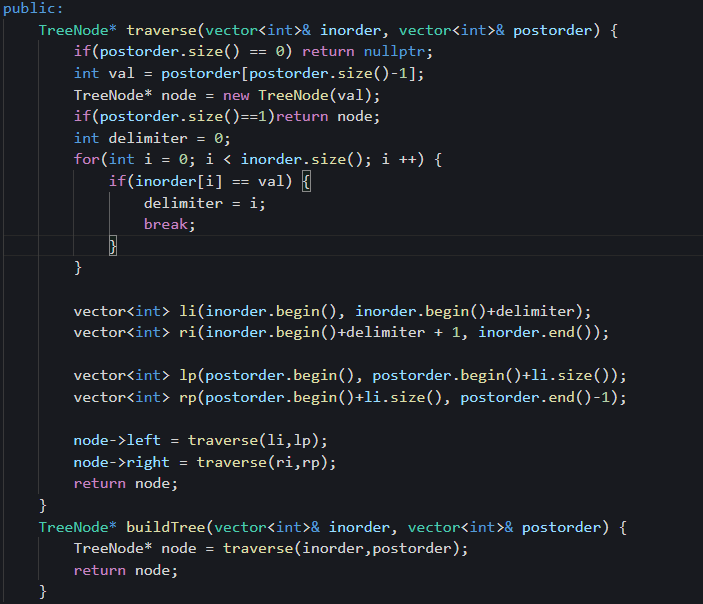 public:
    TreeNode* traverse(vector<int>& inorder, vector<int>& postorder) {
        if(postorder.size() == 0) return nullptr;
        int val = postorder[postorder.size()-1];
        TreeNode* node = new TreeNode(val);
        if(postorder.size()==1)return node;
        int delimiter = 0;
        for(int i = 0; i < inorder.size(); i ++) {
            if(inorder[i] == val) {
                delimiter = i;
                break;
            }
        }

        vector<int> li(inorder.begin(), inorder.begin()+delimiter);
        vector<int> ri(inorder.begin()+delimiter + 1, inorder.end());

        vector<int> lp(postorder.begin(), postorder.begin()+li.size());
        vector<int> rp(postorder.begin()+li.size(), postorder.end()-1);

        node->left = traverse(li,lp);
        node->right = traverse(ri,rp);
        return node;
    }
    TreeNode* buildTree(vector<int>& inorder, vector<int>& postorder) {
        TreeNode* node = traverse(inorder,postorder);
        return node;
    }